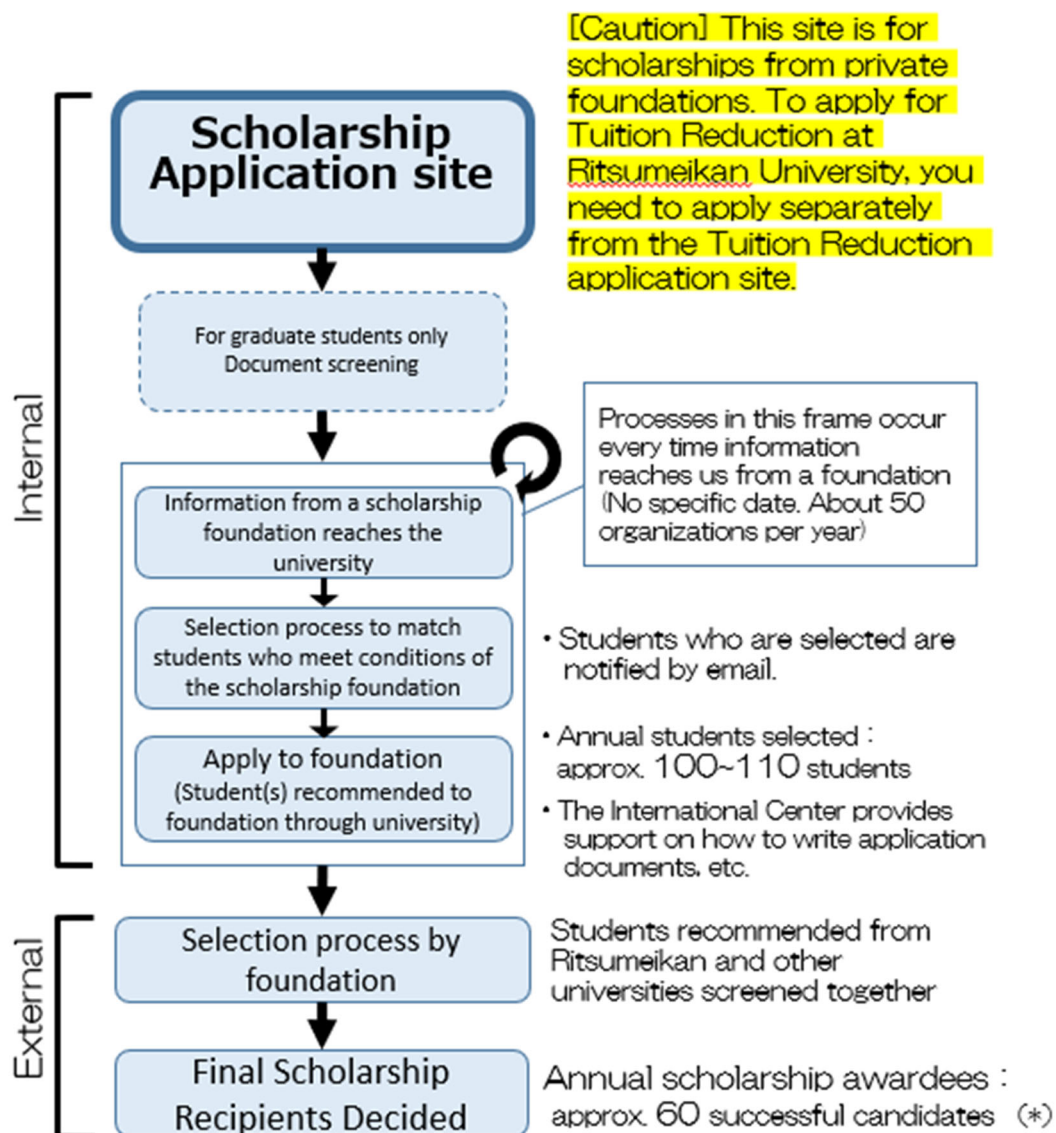 [Caution] This site is for
scholarships from private
foundations. To apply for
Tuition Reduction at
Ritsumeikan University, you
need to apply separately
from the Tuition Reduction
application site.
Scholarship
Application site
Internal
For graduate students only
Document screening
Processes in this frame occur
every time information
reaches us from a foundation
(No specific date. About 50
organizations per year)
Information from a scholarship
foundation reaches the
university
Selection process to match
students who meet conditions of
the scholarship foundation
・Students who are selected are
notified by email.
Apply to foundation
(Student(s) recommended to
foundation through university)
・Annual students selected：
approx. 100~110 students
・The International Center provides
support on how to write application
documents, etc.
External
Selection process by
foundation
Students recommended from
Ritsumeikan and other
universities screened together
Final Scholarship
Recipients Decided
Annual scholarship awardees：
approx. 60 successful candidates (*)